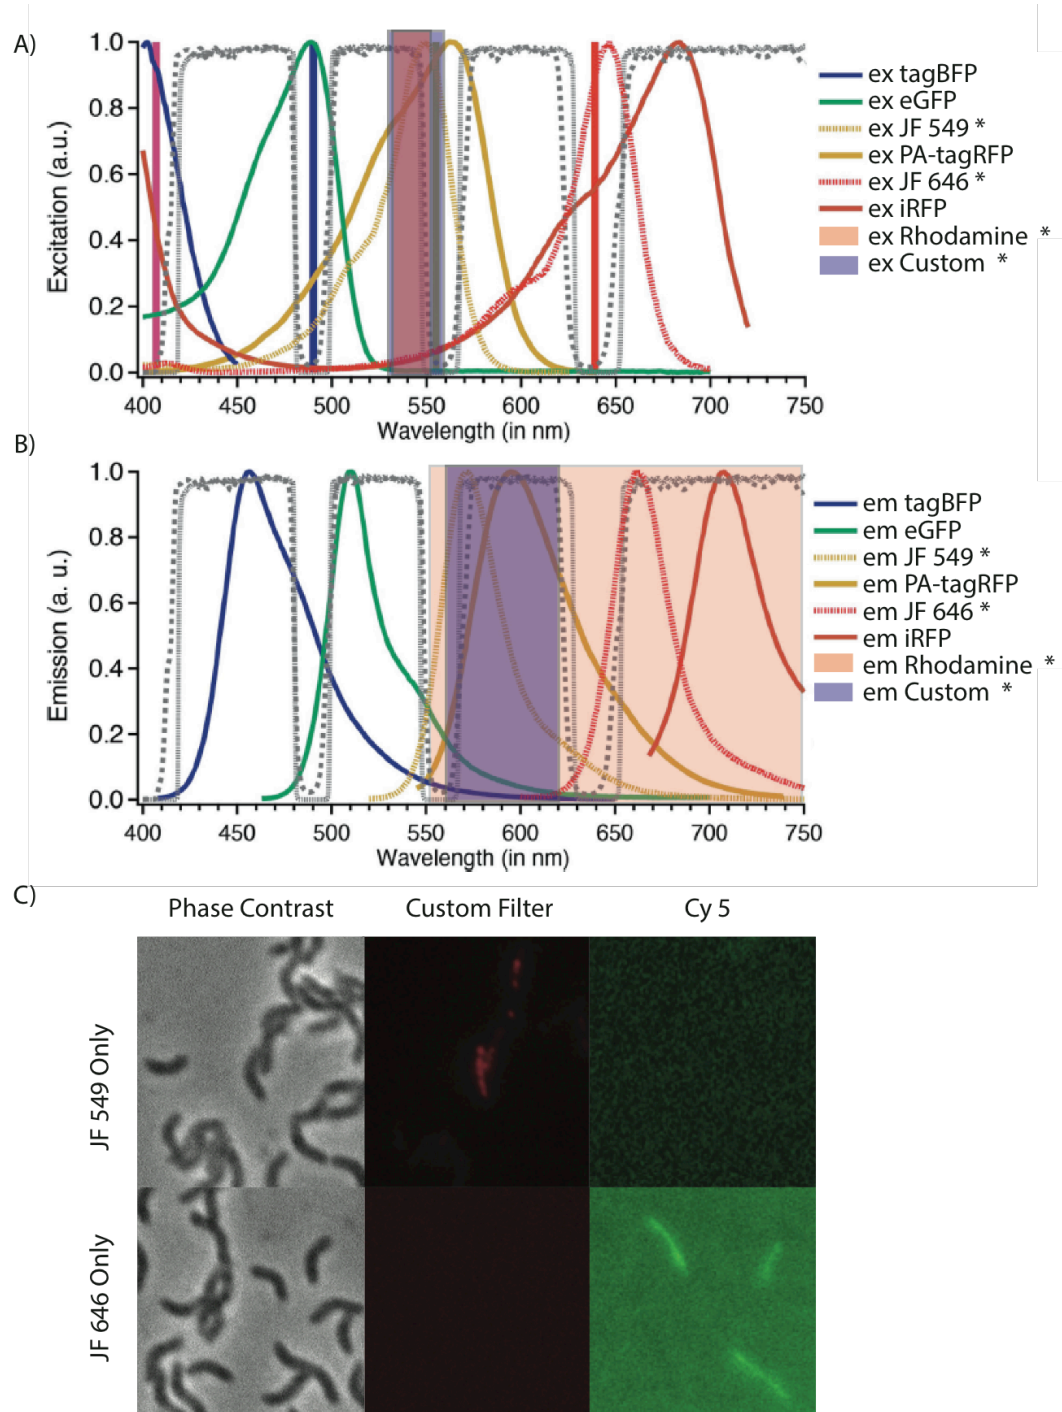 A)
Excitation (a.u.)
1.0
0.8
0.6
0.4
0.2
0.0
400 450 500 550 600 650 700 750
Wavelength (in nm)
ex tagBFP
ex eGFP
ex JF 549 *
ex PA-tagRFP
ex JF 646 *
ex iRFP
ex Rhodamine *
ex Custom *
B)
Emission (a. u.)
1.0
0.8
0.6
0.4
0.2
0.0
400 450 500 550 600 650 700 750
Wavelength (in nm)
em tagBFP
em eGFP
em JF 549 *
em PA-tagRFP
em JF 646 *
em iRFP
em Rhodamine *
em Custom *
C)
Phase Contrast Custom Filter Cy 5
JF 549 Only
JF 646 Only